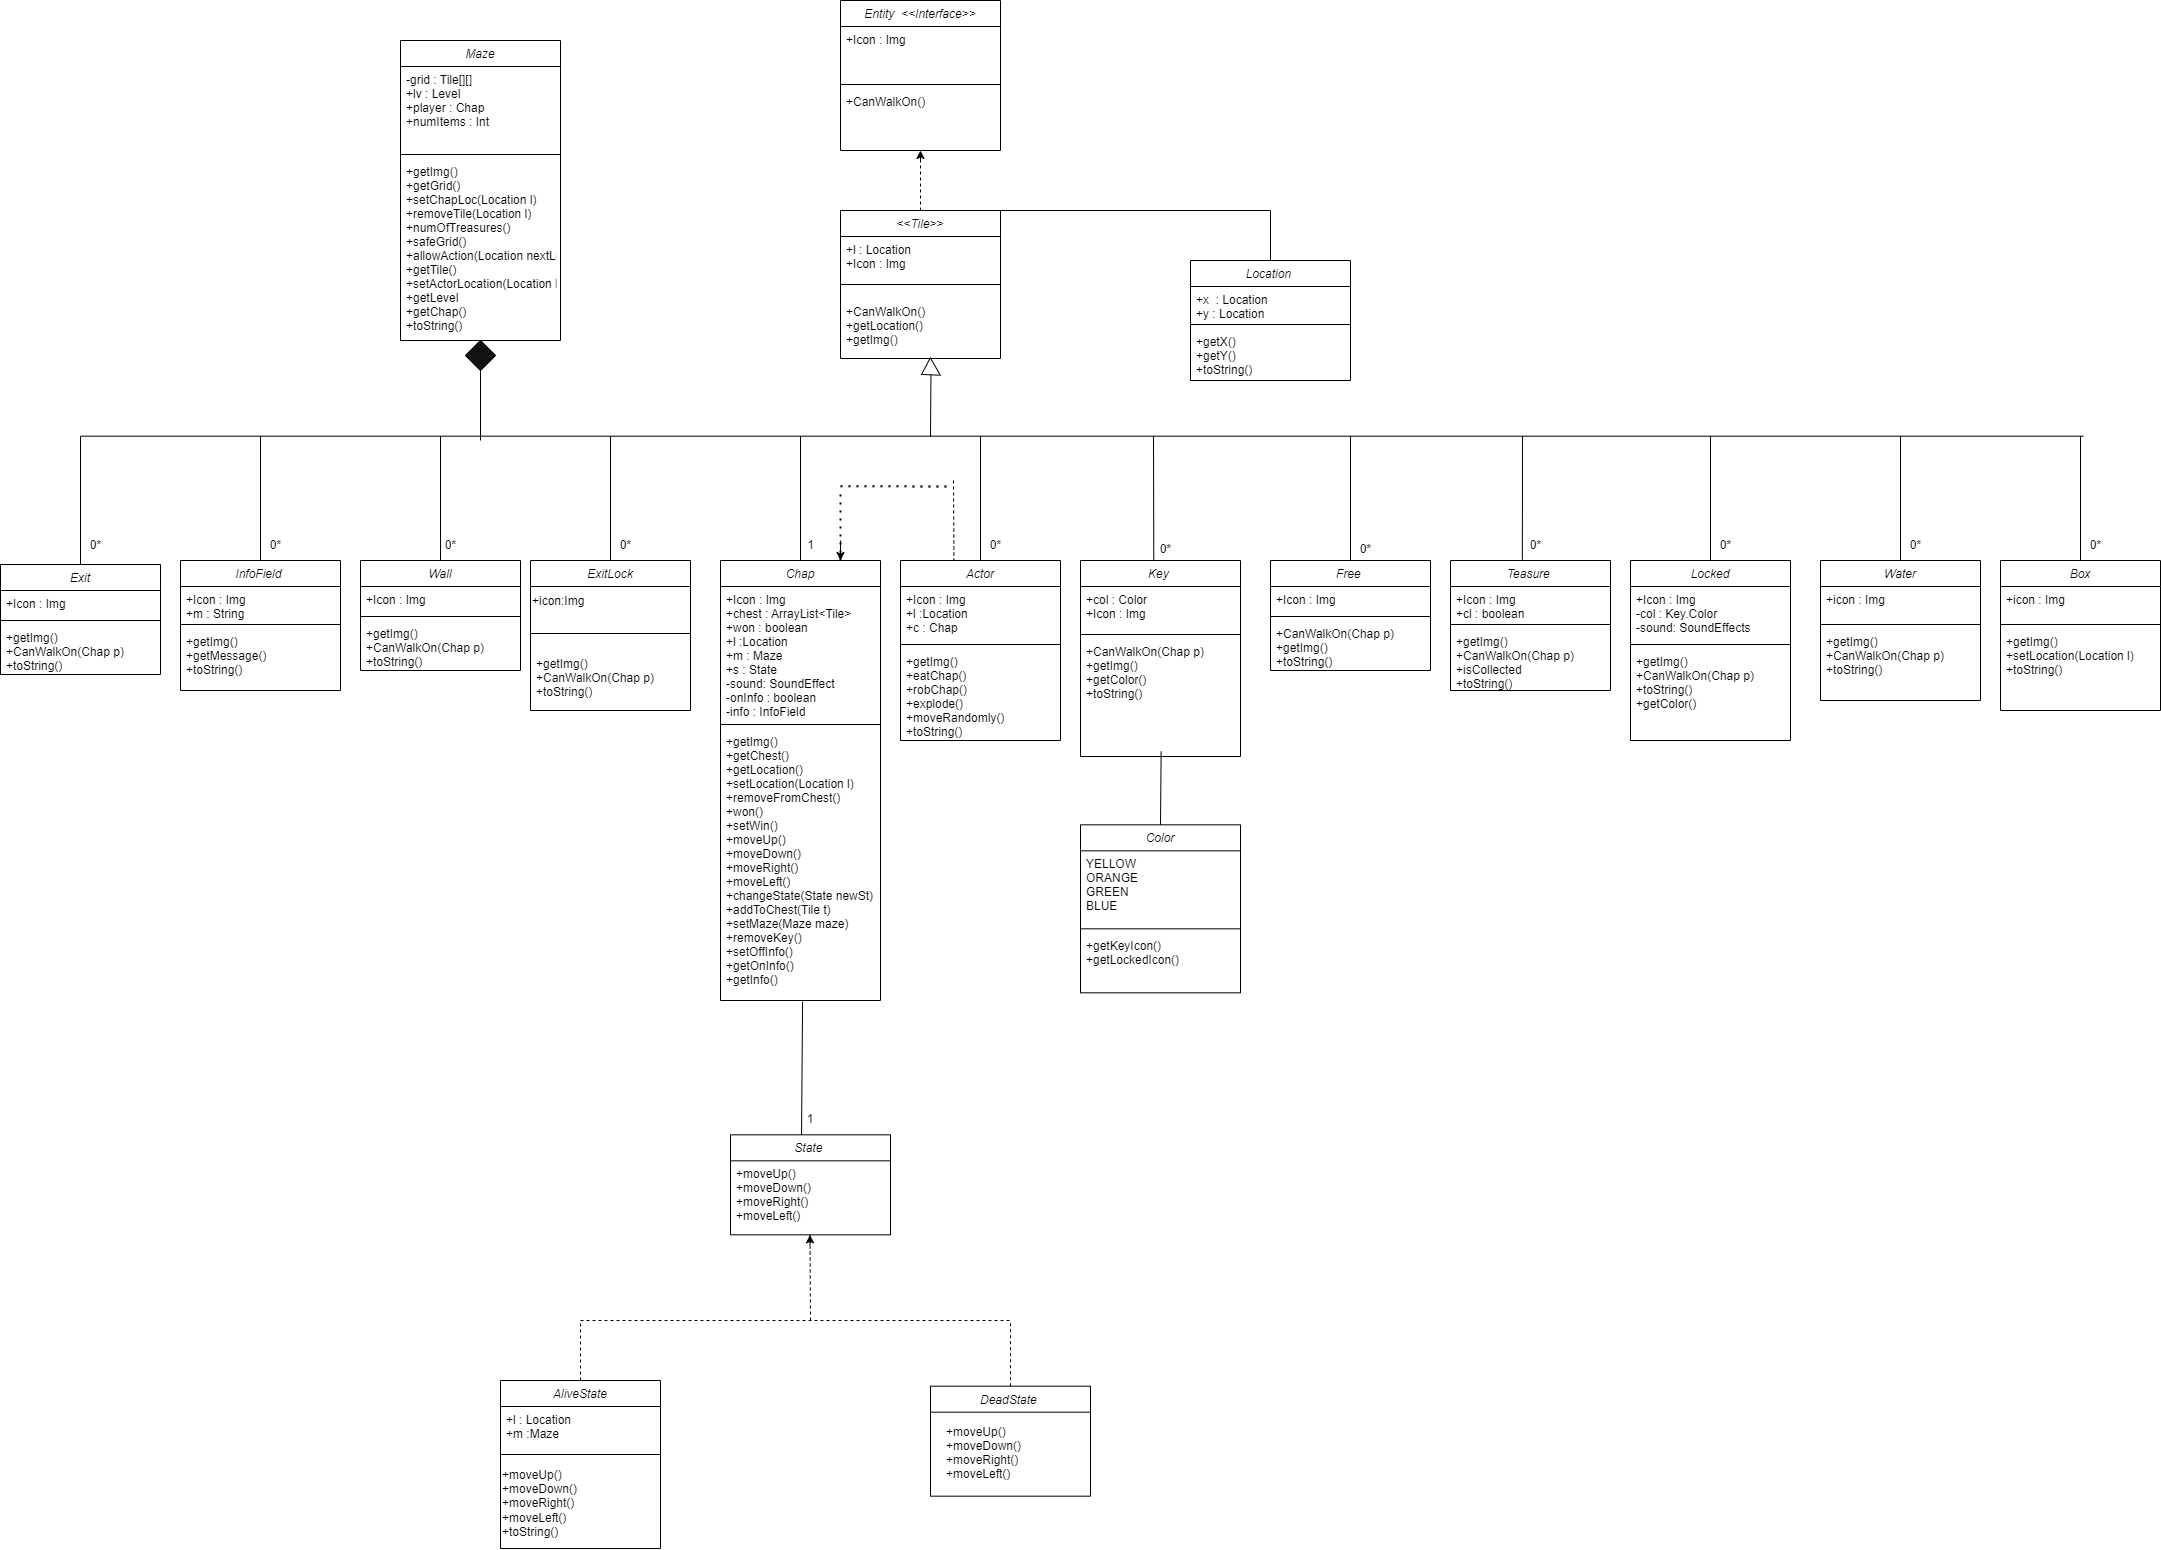 Entity <<Interface>>
+Icon : Img
+CanWalkOn()
Maze
-grid : Tile[][]
+lv : Level
+player : Chap
+numItems : Int
+getImg()
+getGrid()
+setChapLoc(Location l)
+removeTile(Location l)
+numOfTreasures()
+safeGrid()
+allowAction(Location nextL
+getTile()
+setActorLocation(Location l
+getLevel
+getChap()
+toString()
<<Tile>>
+l : Location
+Icon : Img
+CanWalkOn()
+getLocation()
+getImg()
Location
+x : Location
+y : Location
+getX()
+getY()
+toString()
0*
0*
0*
0*
1
0*
0*
0*
0*
0*
0*
0*
Exit
+Icon : Img
+getImg()
+CanWalkOn(Chap p)
+toString()
InfoField
+Icon : Img
+m : String
+getImg()
+getMessage()
+toString()
Wall
+Icon : Img
+getImg()
+CanWalkOn(Chap p)
+toString()
ExitLock
+icon:Img
+getImg()
+CanWalkOn(Chap p)
+toString()
Chap
+Icon : Img
+chest : ArrayList<Tile>
+won : boolean
+l :Location
+m : Maze
+s : State
-sound: SoundEffect
-onInfo : boolean
-info : InfoField
+getImg()
+getChest()
+getLocation()
+setLocation(Location l)
+removeFromChest()
+won()
+setWin()
+moveUp()
+moveDown()
+moveRight()
+moveLeft()
+changeState(State newSt)
+addToChest(Tile t)
+setMaze(Maze maze)
+removeKey()
+setOffInfo()
+getOnInfo()
+getInfo()
Actor
+Icon : Img
+l :Location
+c : Chap
+getImg()
+eatChap()
+robChap()
+explode()
+moveRandomly()
+toString()
Key
+col : Color
+Icon : Img
+CanWalkOn(Chap p)
+getImg()
+getColor()
+toString()
Free
+Icon : Img
+CanWalkOn(Chap p)
+getImg()
+toString()
Teasure
+Icon : Img
+cl : boolean
+getImg()
+CanWalkOn(Chap p)
+isCollected
+toString()
Locked
+Icon : Img
-col : Key.Color
-sound: SoundEffects
+getImg()
+CanWalkOn(Chap p)
+toString()
+getColor()
Water
+icon : Img
+getImg()
+CanWalkOn(Chap p)
+toString()
Box
+icon : Img
+getImg()
+setLocation(Location l)
+toString()
Color
YELLOW
ORANGE
GREEN
BLUE
+getKeyIcon()
+getLockedIcon()
1
State
+moveUp()
+moveDown()
+moveRight()
+moveLeft()
AliveState
+l : Location
+m :Maze
+moveUp()
+moveDown()
+moveRight()
+moveLeft()
+toString()
DeadState
+moveUp()
+moveDown()
+moveRight()
+moveLeft()